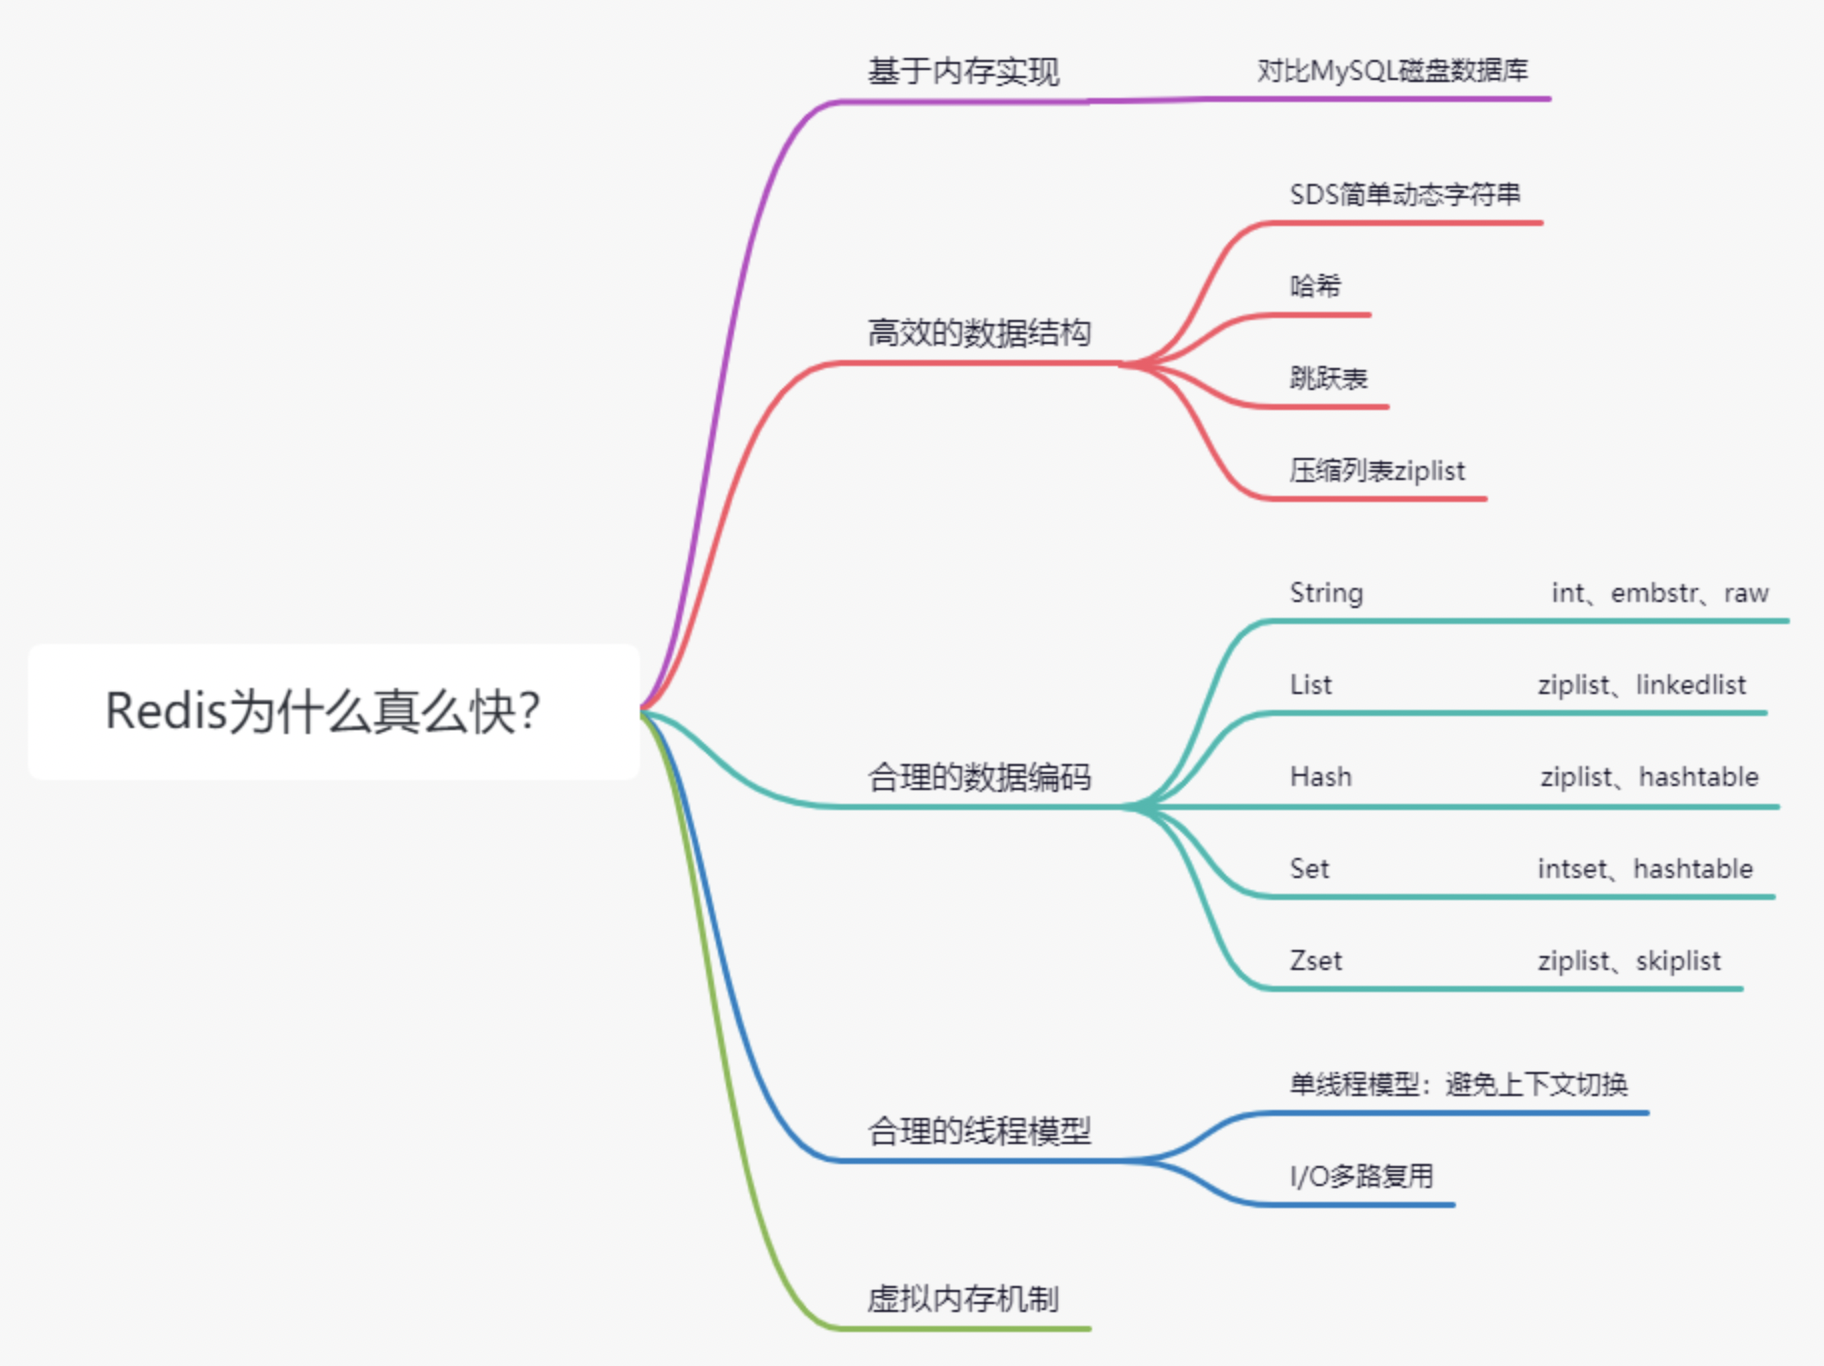 Redis为什么真么快？
基于内存实现
对比MySQL磁盘数据库
高效的数据结构
SDS简单动态字符串
哈希
跳跃表
压缩列表ziplist
合理的数据编码
String int、embstr、raw
List ziplist、linkedlist
Hash ziplist、hashtable
Set intset、hashtable
Zset ziplist、skiplist
合理的线程模型
单线程模型：避免上下文切换
I/O多路复用
虚拟内存机制